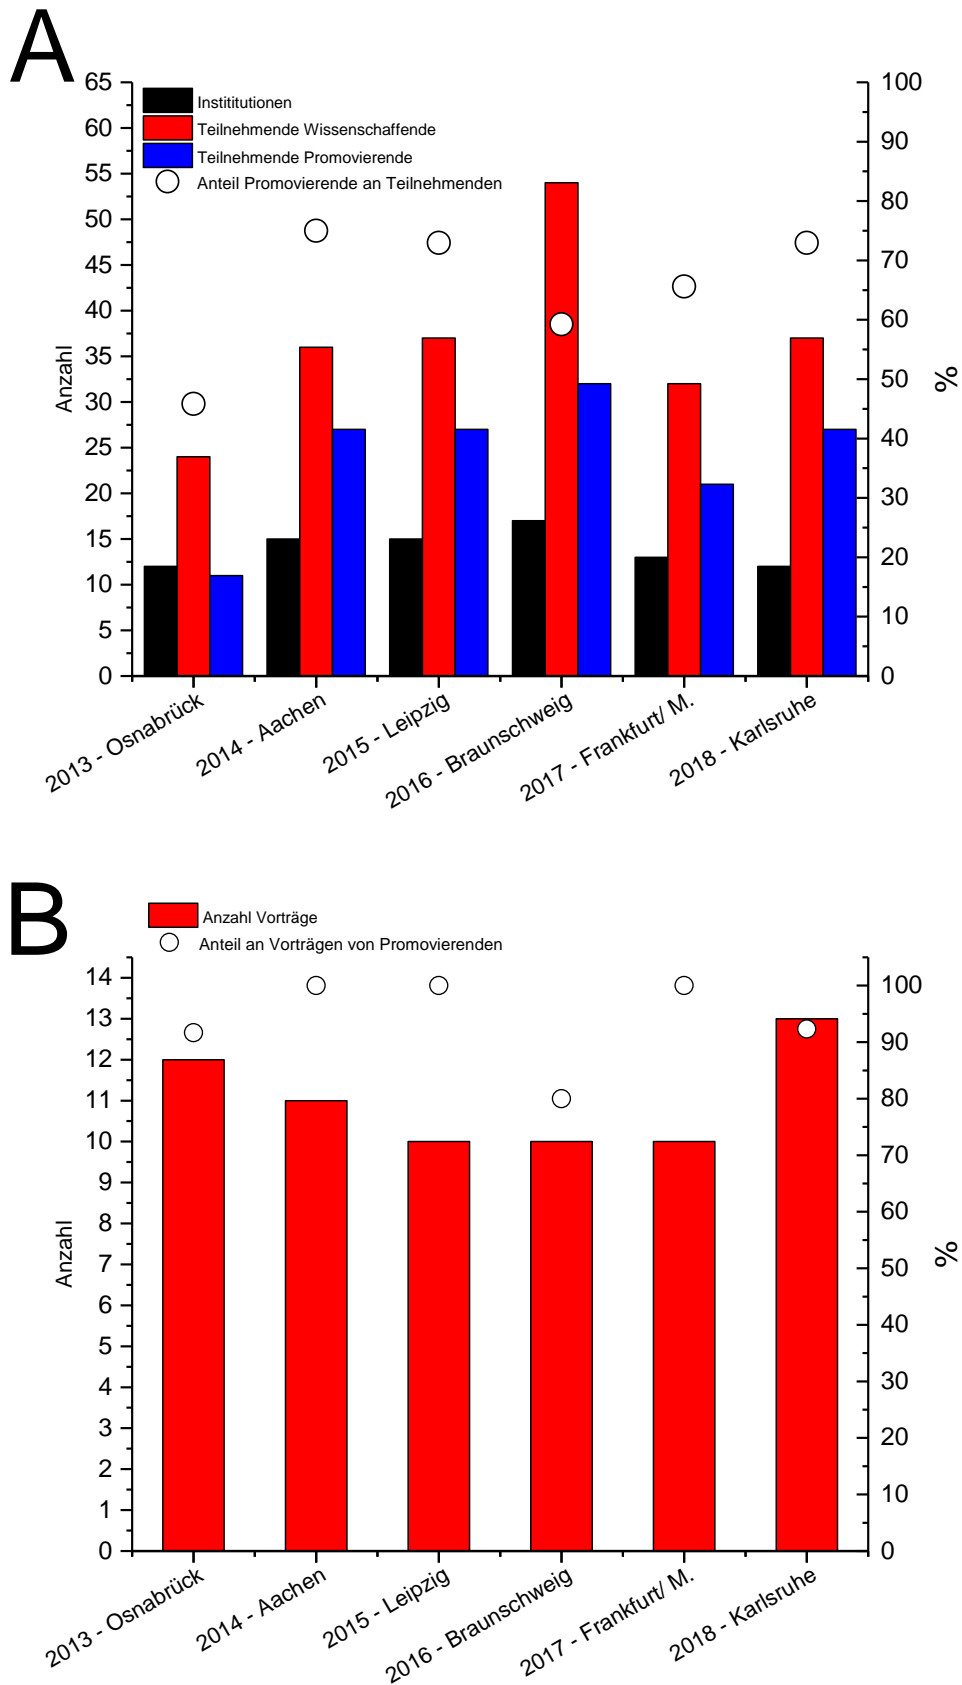 A
65
60
55
50
45
40
35
30
25
20
15
10
5
0
Anzahl
Instititutionen
Teilnehmende Wissenschaffende
Teilnehmende Promovierende
Anteil Promovierende an Teilnehmenden
100
90
80
70
60
50
40
30
20
10
0
%
2013 - Osnabrück
2014 - Aachen
2015 - Leipzig
2016 - Braunschweig
2017 - Frankfurt/ M.
2018 - Karlsruhe
B
Anzahl Vorträge
Anteil an Vorträgen von Promovierenden
14
13
12
11
10
9
8
7
6
5
4
3
2
1
0
Anzahl
100
90
80
70
60
50
40
30
20
10
0
%
2013 - Osnabrück
2014 - Aachen
2015 - Leipzig
2016 - Braunschweig
2017 - Frankfurt/ M.
2018 - Karlsruhe